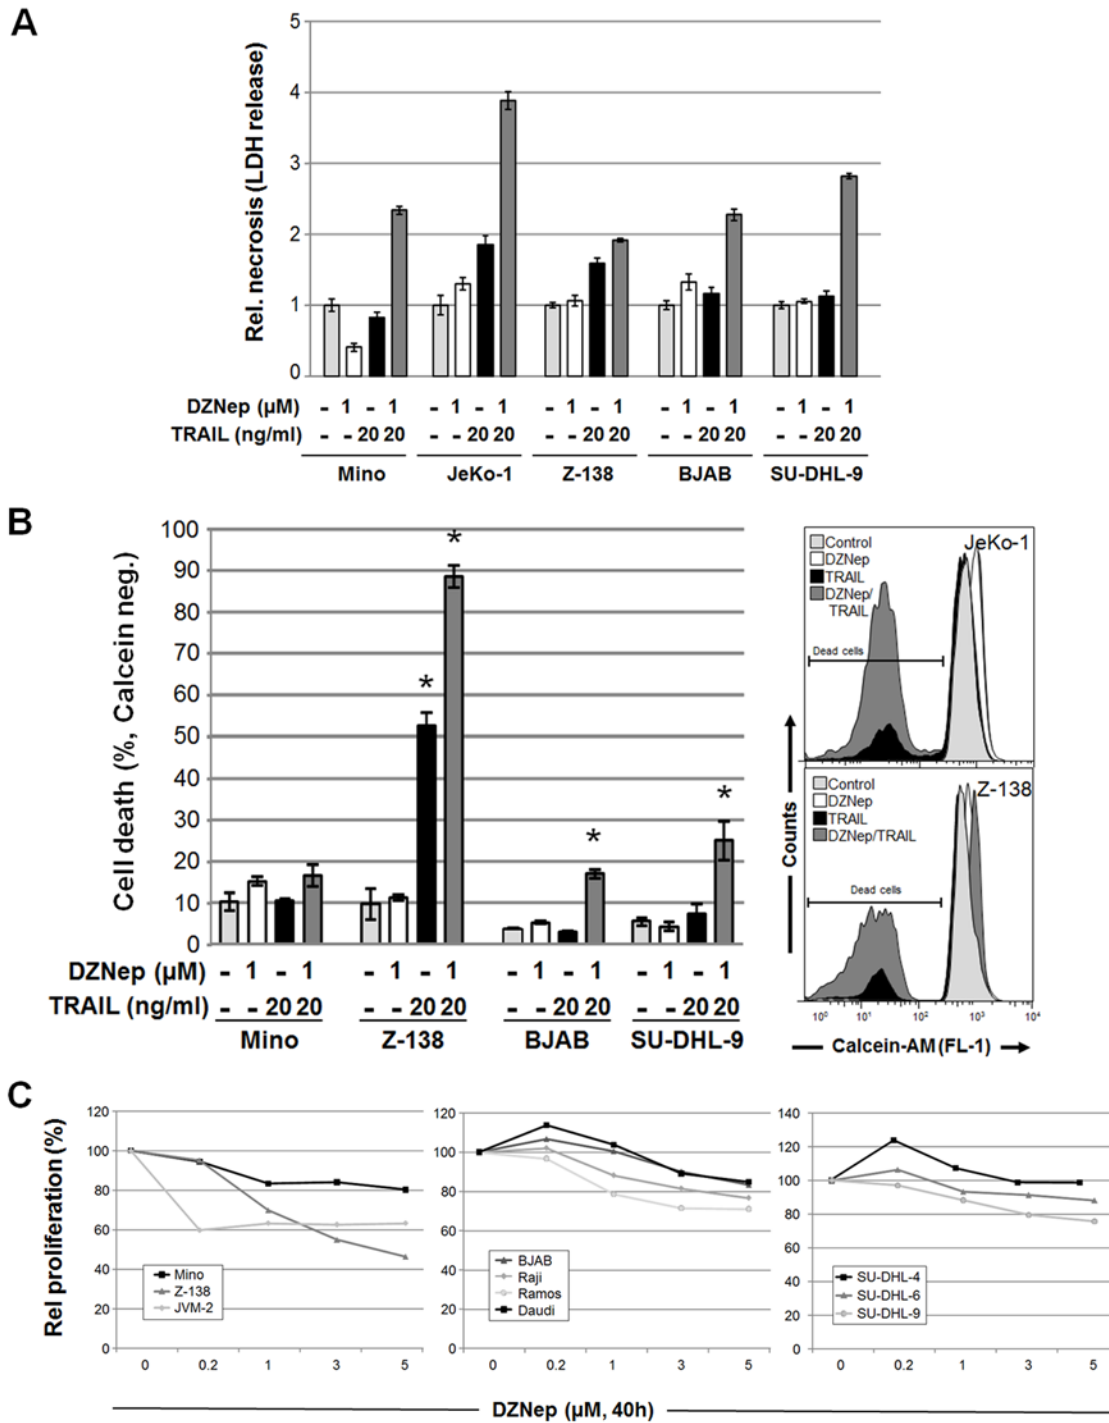 A
Rel. necrosis (LDH release)
5
4
3
2
1
0
DZNep (µM) - 1 - 1 - 1 - 1 - 1 - 1 - 1 - 1 - 1 - 1
TRAIL (ng/ml) - - 20 20 - - 20 20 - - 20 20 - - 20 20 - - 20 20
Mino JeKo-1 Z-138 BJAB SU-DHL-9
B
Cell death (%, Calcein neg.)
100
90
80
70
60
50
40
30
20
10
0
* * * *
DZNep (µM) - 1 - 1 - 1 - 1 - 1 - 1 - 1 - 1
TRAIL (ng/ml) - - 20 20 - - 20 20 - - 20 20 - - 20 20
Mino Z-138 BJAB SU-DHL-9
JeKo-1
Control
DZNep
TRAIL
DZNep/
TRAIL
Dead cells
Z-138
Control
DZNep
TRAIL
DZNep/TRAIL
Dead cells
Counts
10⁰ 10¹ 10² 10³ 10⁴
Calcein-AM (FL-1)
C
Rel proliferation (%)
120
100
80
60
40
20
0
Mino
Z-138
JVM-2
0 0.2 1 3 5
120
100
80
60
40
20
0
BJAB
Raji
Ramos
Daudi
0 0.2 1 3 5
140
120
100
80
60
40
20
0
SU-DHL-4
SU-DHL-6
SU-DHL-9
0 0.2 1 3 5
DZNep (µM, 40h)